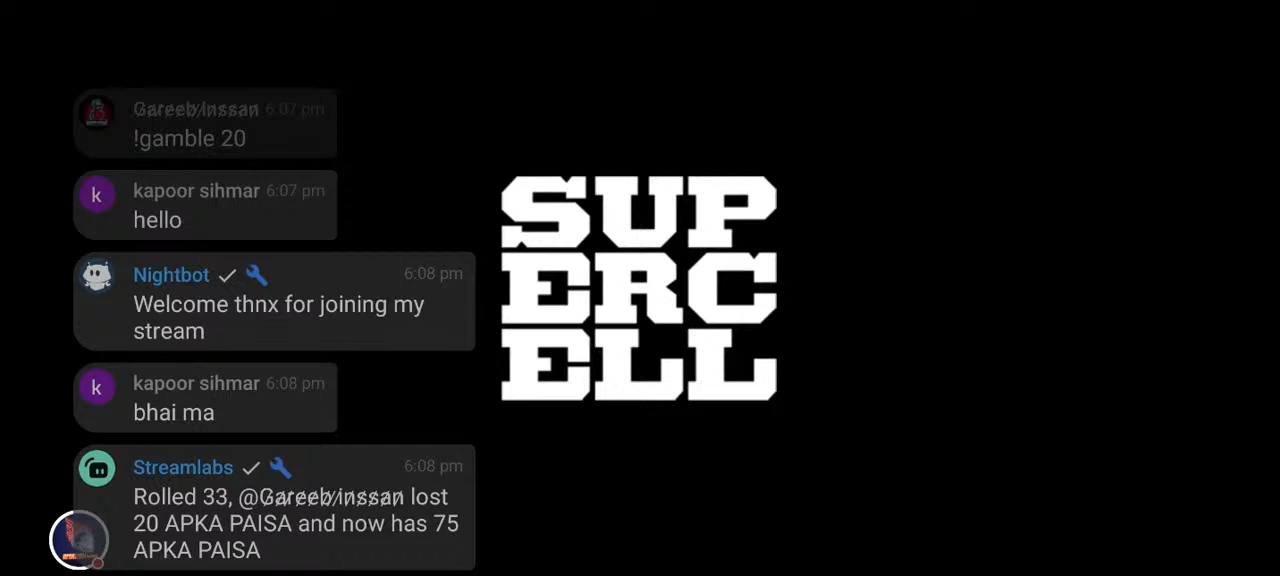 Gareeb inssan 6:07 pm
!gamble 20
k
kapoor sihmar 6:07 pm
hello
Nightbot 6:08 pm
Welcome thnx for joining my
stream
k
kapoor sihmar 6:08 pm
bhai ma
Streamlabs 6:08 pm
Rolled 33, @Gareeb inssan lost
20 APKA PAISA and now has 75
APKA PAISA
SUP
ERC
ELL